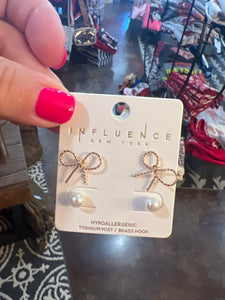 INFLUENCE
NEW YORK
HYPOALLERGENIC
TITANIUM POST / BRASS HOOK